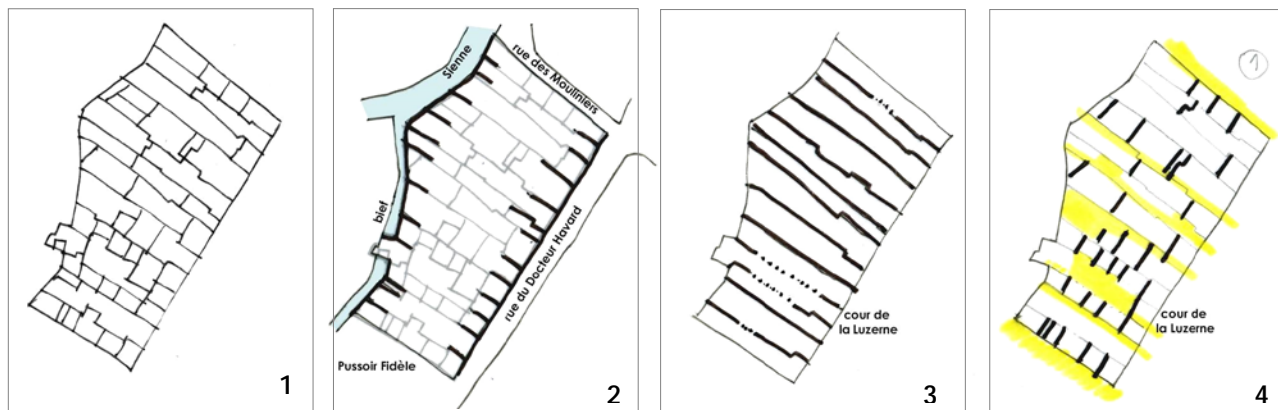 1
Sienne
rue des Mouliniers
bief
rue du Docteur Havard
Pussoir Fidèle
2
cour de
la Luzerne
3
1
cour de
la Luzerne
4